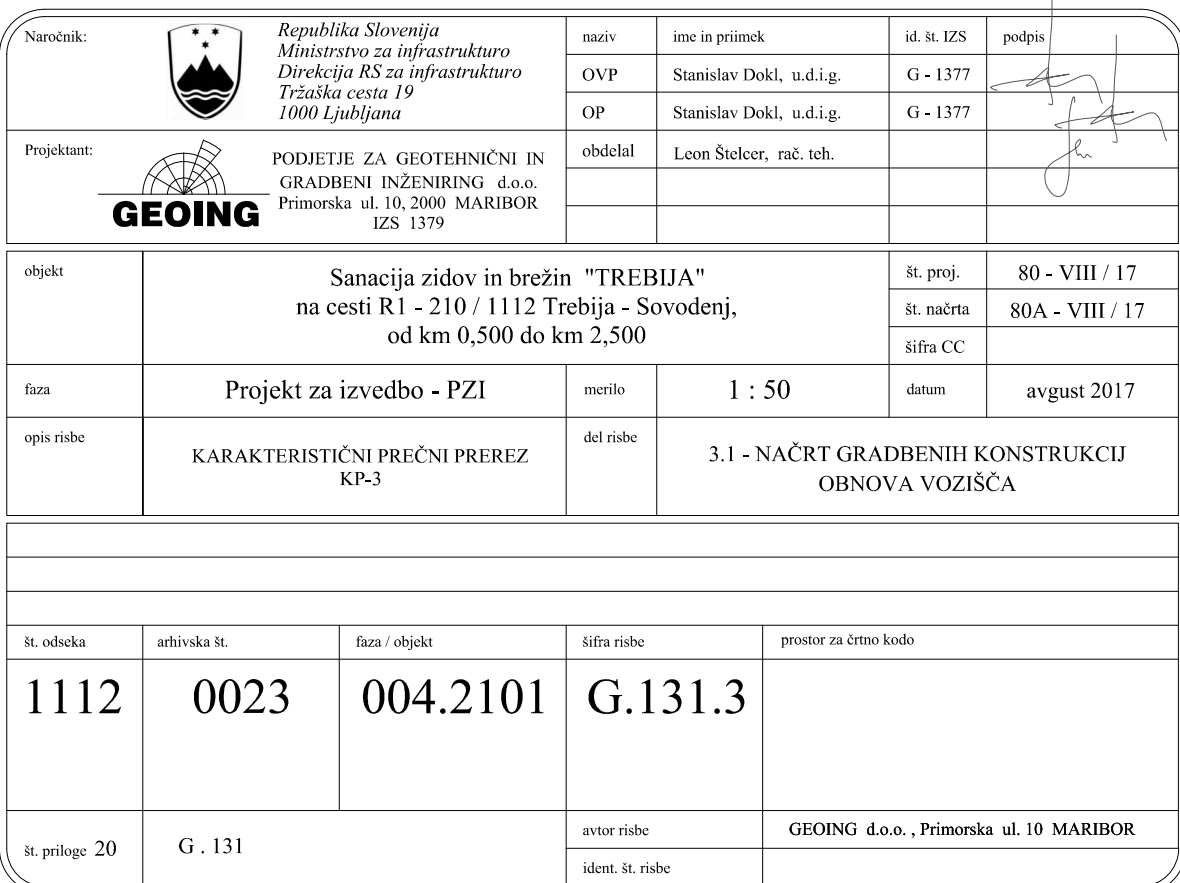 Naročnik:
Republika Slovenija
Ministrstvo za infrastrukturo
Direkcija RS za infrastrukturo
Tržaška cesta 19
1000 Ljubljana
naziv ime in priimek id. št. IZS podpis
OVP Stanislav Dokl, u.d.i.g. G - 1377
OP Stanislav Dokl, u.d.i.g. G - 1377
obdelal Leon Štelcer, rač. teh.
Projektant:
GEOING
PODJETJE ZA GEOTEHNIČNI IN
GRADBENI INŽENIRING d.o.o.
Primorska ul. 10, 2000 MARIBOR
IZS 1379
objekt
Sanacija zidov in brežin "TREBIJA"
na cesti R1 - 210 / 1112 Trebija - Sovodenj,
od km 0,500 do km 2,500
št. proj. 80 - VIII / 17
št. načrta 80A - VIII / 17
šifra CC
faza Projekt za izvedbo - PZI merilo 1 : 50 datum avgust 2017
opis risbe
KARAKTERISTIČNI PREČNI PREREZ
KP-3
del risbe
3.1 - NAČRT GRADBENIH KONSTRUKCIJ
OBNOVA VOZIŠČA
št. odseka arhivska št. faza / objekt šifra risbe prostor za črtno kodo
1112 0023 004.2101 G.131.3
št. priloge 20 G . 131
avtor risbe GEOING d.o.o. , Primorska ul. 10 MARIBOR
ident. št. risbe